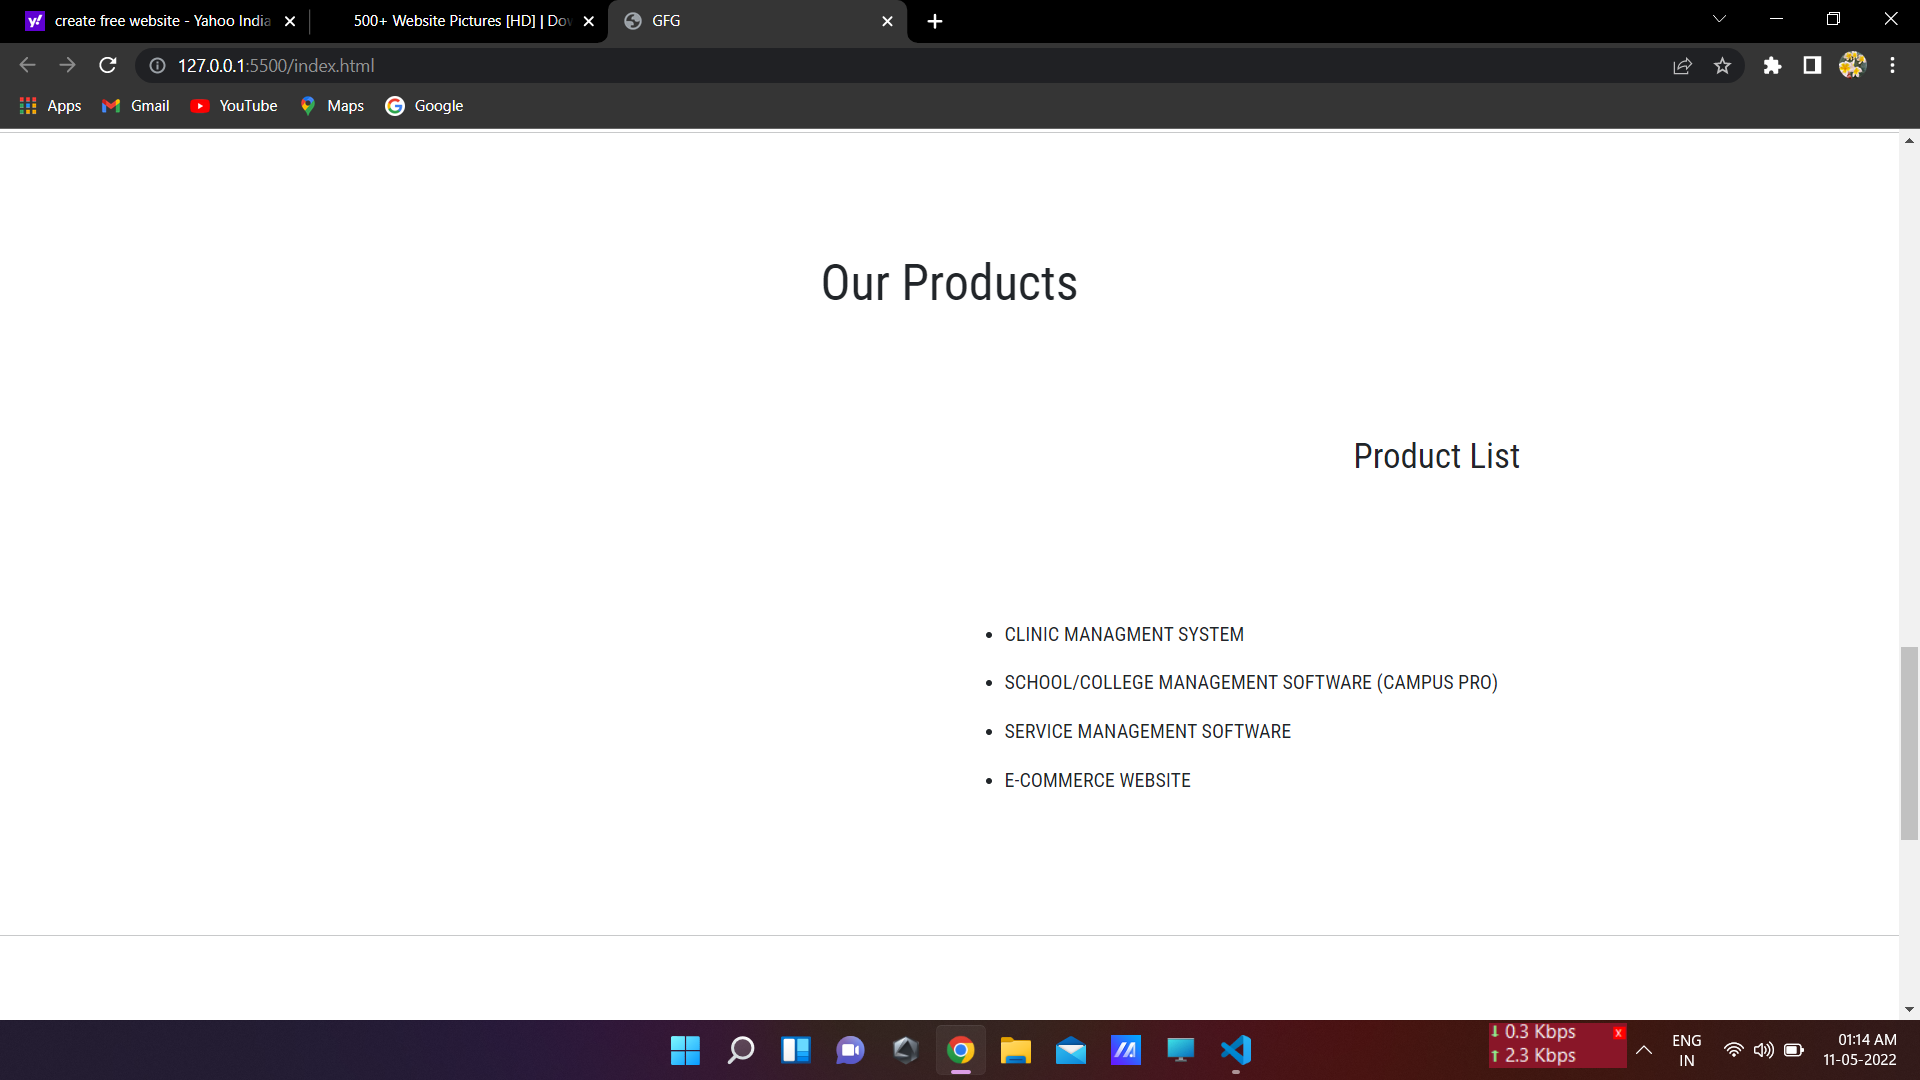 create free website - Yahoo India
500+ Website Pictures [HD] | Dow
GFG
127.0.0.1:5500/index.html
Apps
Gmail
YouTube
Maps
Google
Our Products
Product List
• CLINIC MANAGMENT SYSTEM
• SCHOOL/COLLEGE MANAGEMENT SOFTWARE (CAMPUS PRO)
• SERVICE MANAGEMENT SOFTWARE
• E-COMMERCE WEBSITE
0.3 Kbps
x
2.3 Kbps
ENG
IN
01:14 AM
11-05-2022